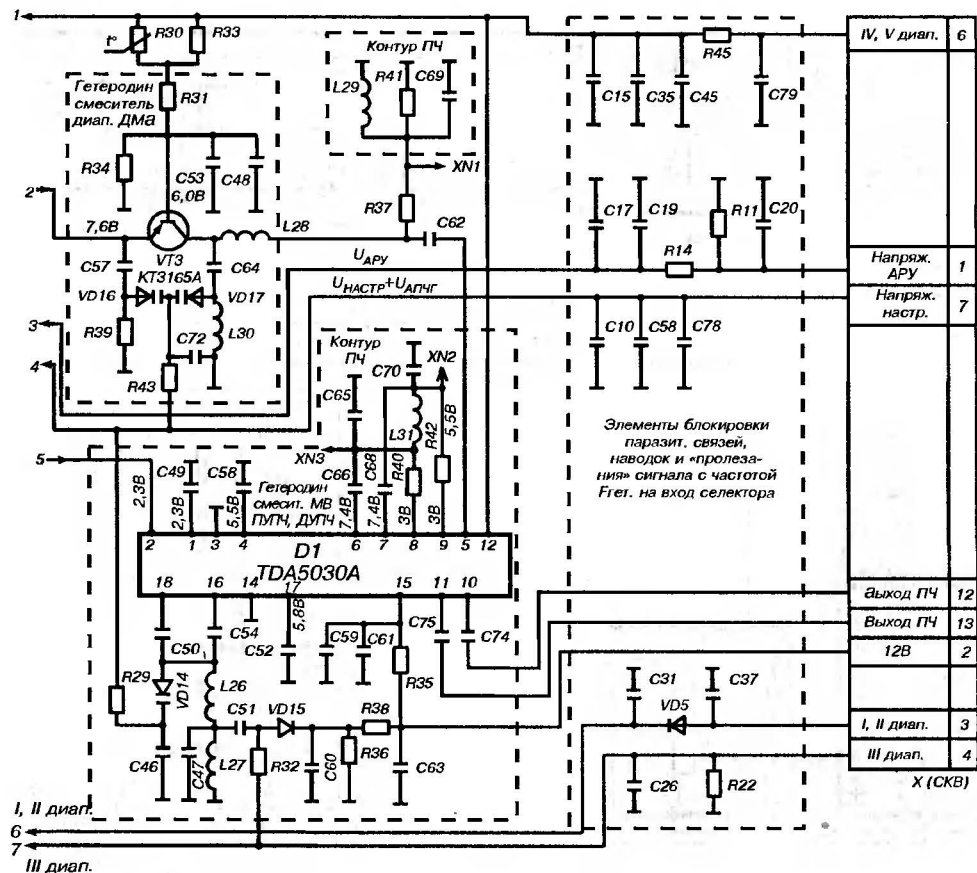 1
t°
R30
R33
Контур ПЧ
R41
C69
L29
R45
IV, V диап.
6
C15
C35
C45
C79
Гетеродин
смеситель
диап. ДМа
R31
R34
C53
C48
6,0В
XN1
2
7,6В
R37
C62
L28
VT3
КТ3165А
C57
C64
UАРУ
C17
C19
R14
R11
C20
Напряж.
АРУ
1
VD16
VD17
UНАСТР+UАПЧГ
Напряж.
настр.
7
3
R39
C72
L30
4
R43
C10
C58
C78
Контур
ПЧ
C70
XN2
C65
L31
R42
5,5В
XN3
C66
C68
R40
7,4В
7,4В
3В
3В
Элементы блокировки
паразит. связей,
наводок и «пролеза-
ния» сигнала с частотой
Fгет. на вход селектора
5
2,3В
C49
2,3В
C58
5,5В
Гетеродин
смесит. МВ
ПУПЧ, ДУПЧ
2
1
3
4
6
7
8
9
5
12
D1
TDA5030A
18
16
14
17
15
11
10
5,8В
C50
C54
C52
C59
C61
C75
C74
R35
R29
VD14
L26
C51
VD15
R38
C46
C47
L27
R32
C60
R36
C63
Выход ПЧ
12
Выход ПЧ
13
12В
2
C31
C37
VD5
I, II диап.
3
III диап.
4
C26
R22
X (СКВ)
I, II диап.
6
7
III диап.